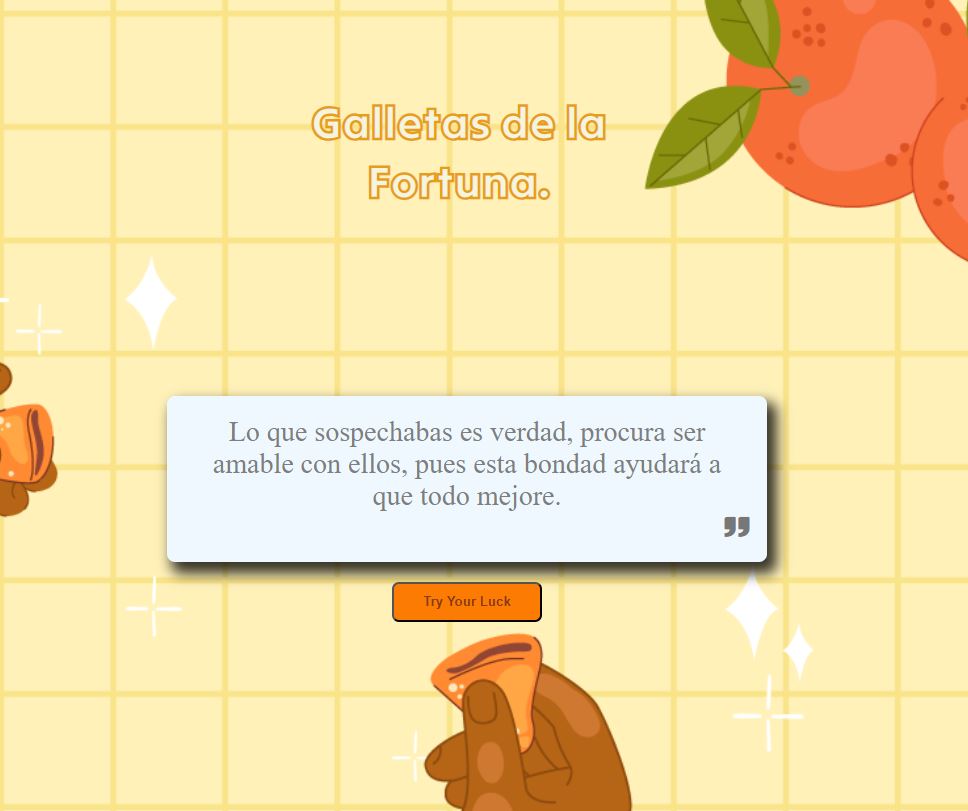 Galletas de la
Fortuna.
Lo que sospechabas es verdad, procura ser
amable con ellos, pues esta bondad ayudará a
que todo mejore.
”
Try Your Luck